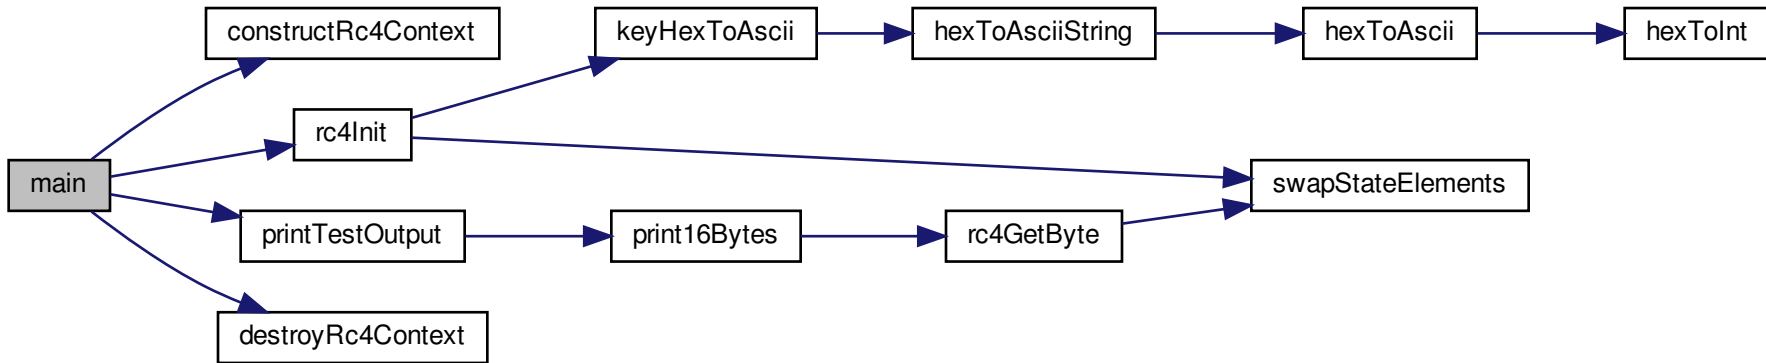 constructRc4Context
keyHexToAscii
hexToAsciiString
hexToAscii
hexToInt
rc4Init
main
swapStateElements
printTestOutput
print16Bytes
rc4GetByte
destroyRc4Context